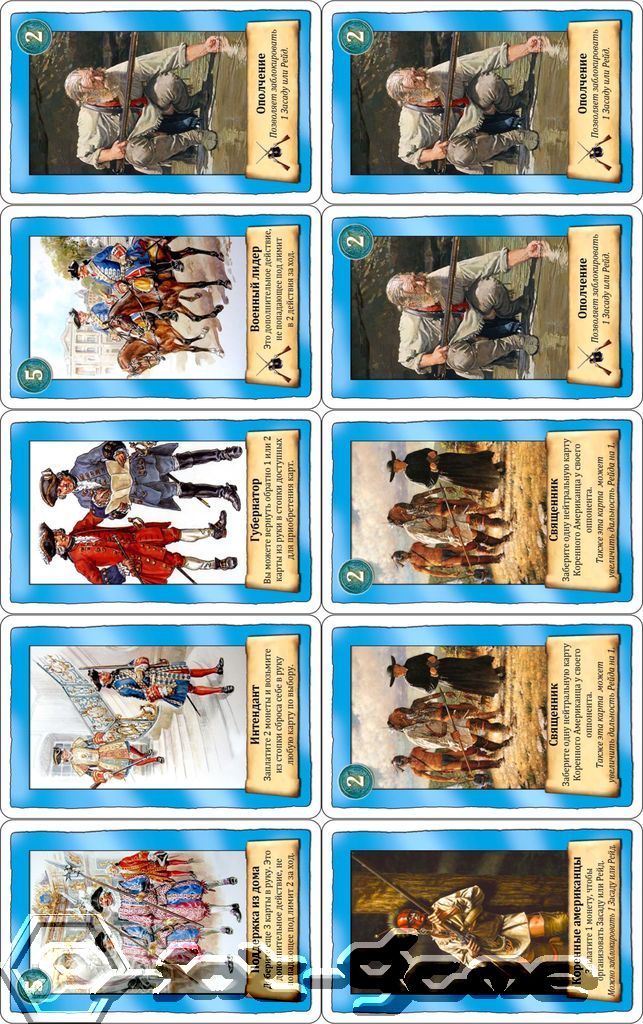 2
Ополчение
Позволяет заблокировать
1 Засаду или Рейд.
2
Ополчение
Позволяет заблокировать
1 Засаду или Рейд.
5
Военный лидер
Это дополнительное действие,
не попадающее под лимит
в 2 действия за ход.
2
Ополчение
Позволяет заблокировать
1 Засаду или Рейд.
Губернатор
Вы можете вернуть обратно 1 или 2
карты из руки в стопки доступных
для приобретения карт.
2
Священник
Заберите одну нейтральную карту
Коренного Американца у своего
оппонента.
Также эта карта может
увеличить дальность Рейда на 1.
Интендант
Заплатите 2 монеты и возьмите
из стопки сброса себе в руку
любую карту по выбору.
2
Священник
Заберите одну нейтральную карту
Коренного Американца у своего
оппонента.
Также эта карта может
увеличить дальность Рейда на 1.
Поддержка из дома
ещё 3 карты в руку. Это
действие, не
под лимит 2 за ход.
Коренные американцы
1 монету, чтобы
организовать Засаду или Рейд.
Можно заблокировать 1 Засаду или Рейд.